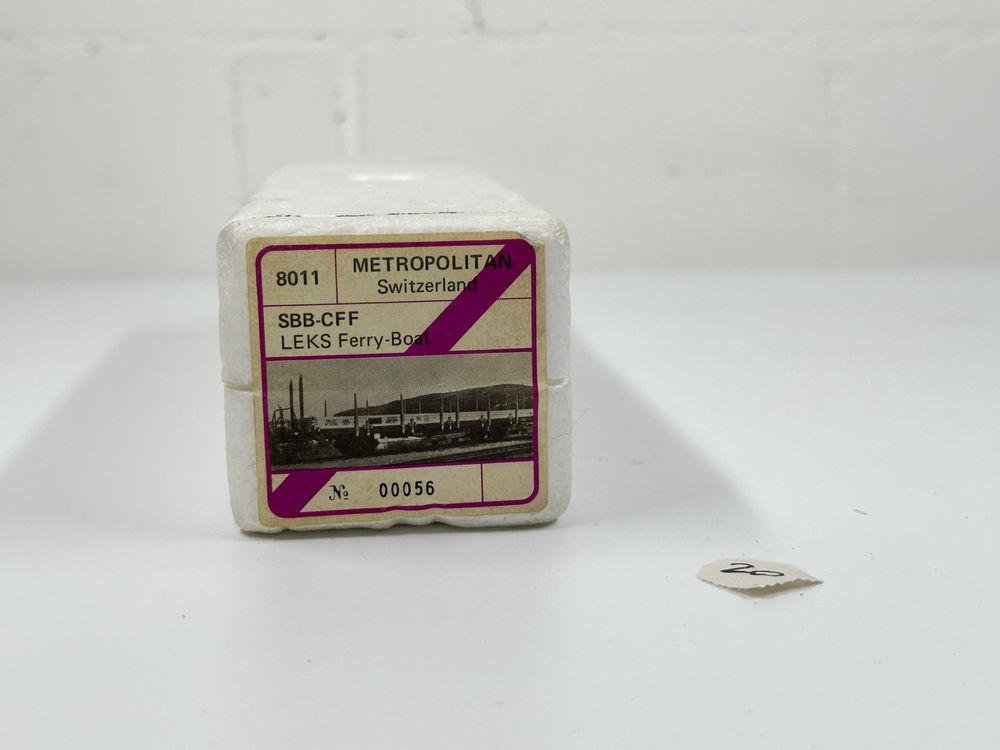 8011
METROPOLITAN
Switzerland
SBB-CFF
LEKS Ferry-Boat
№ 00056
20